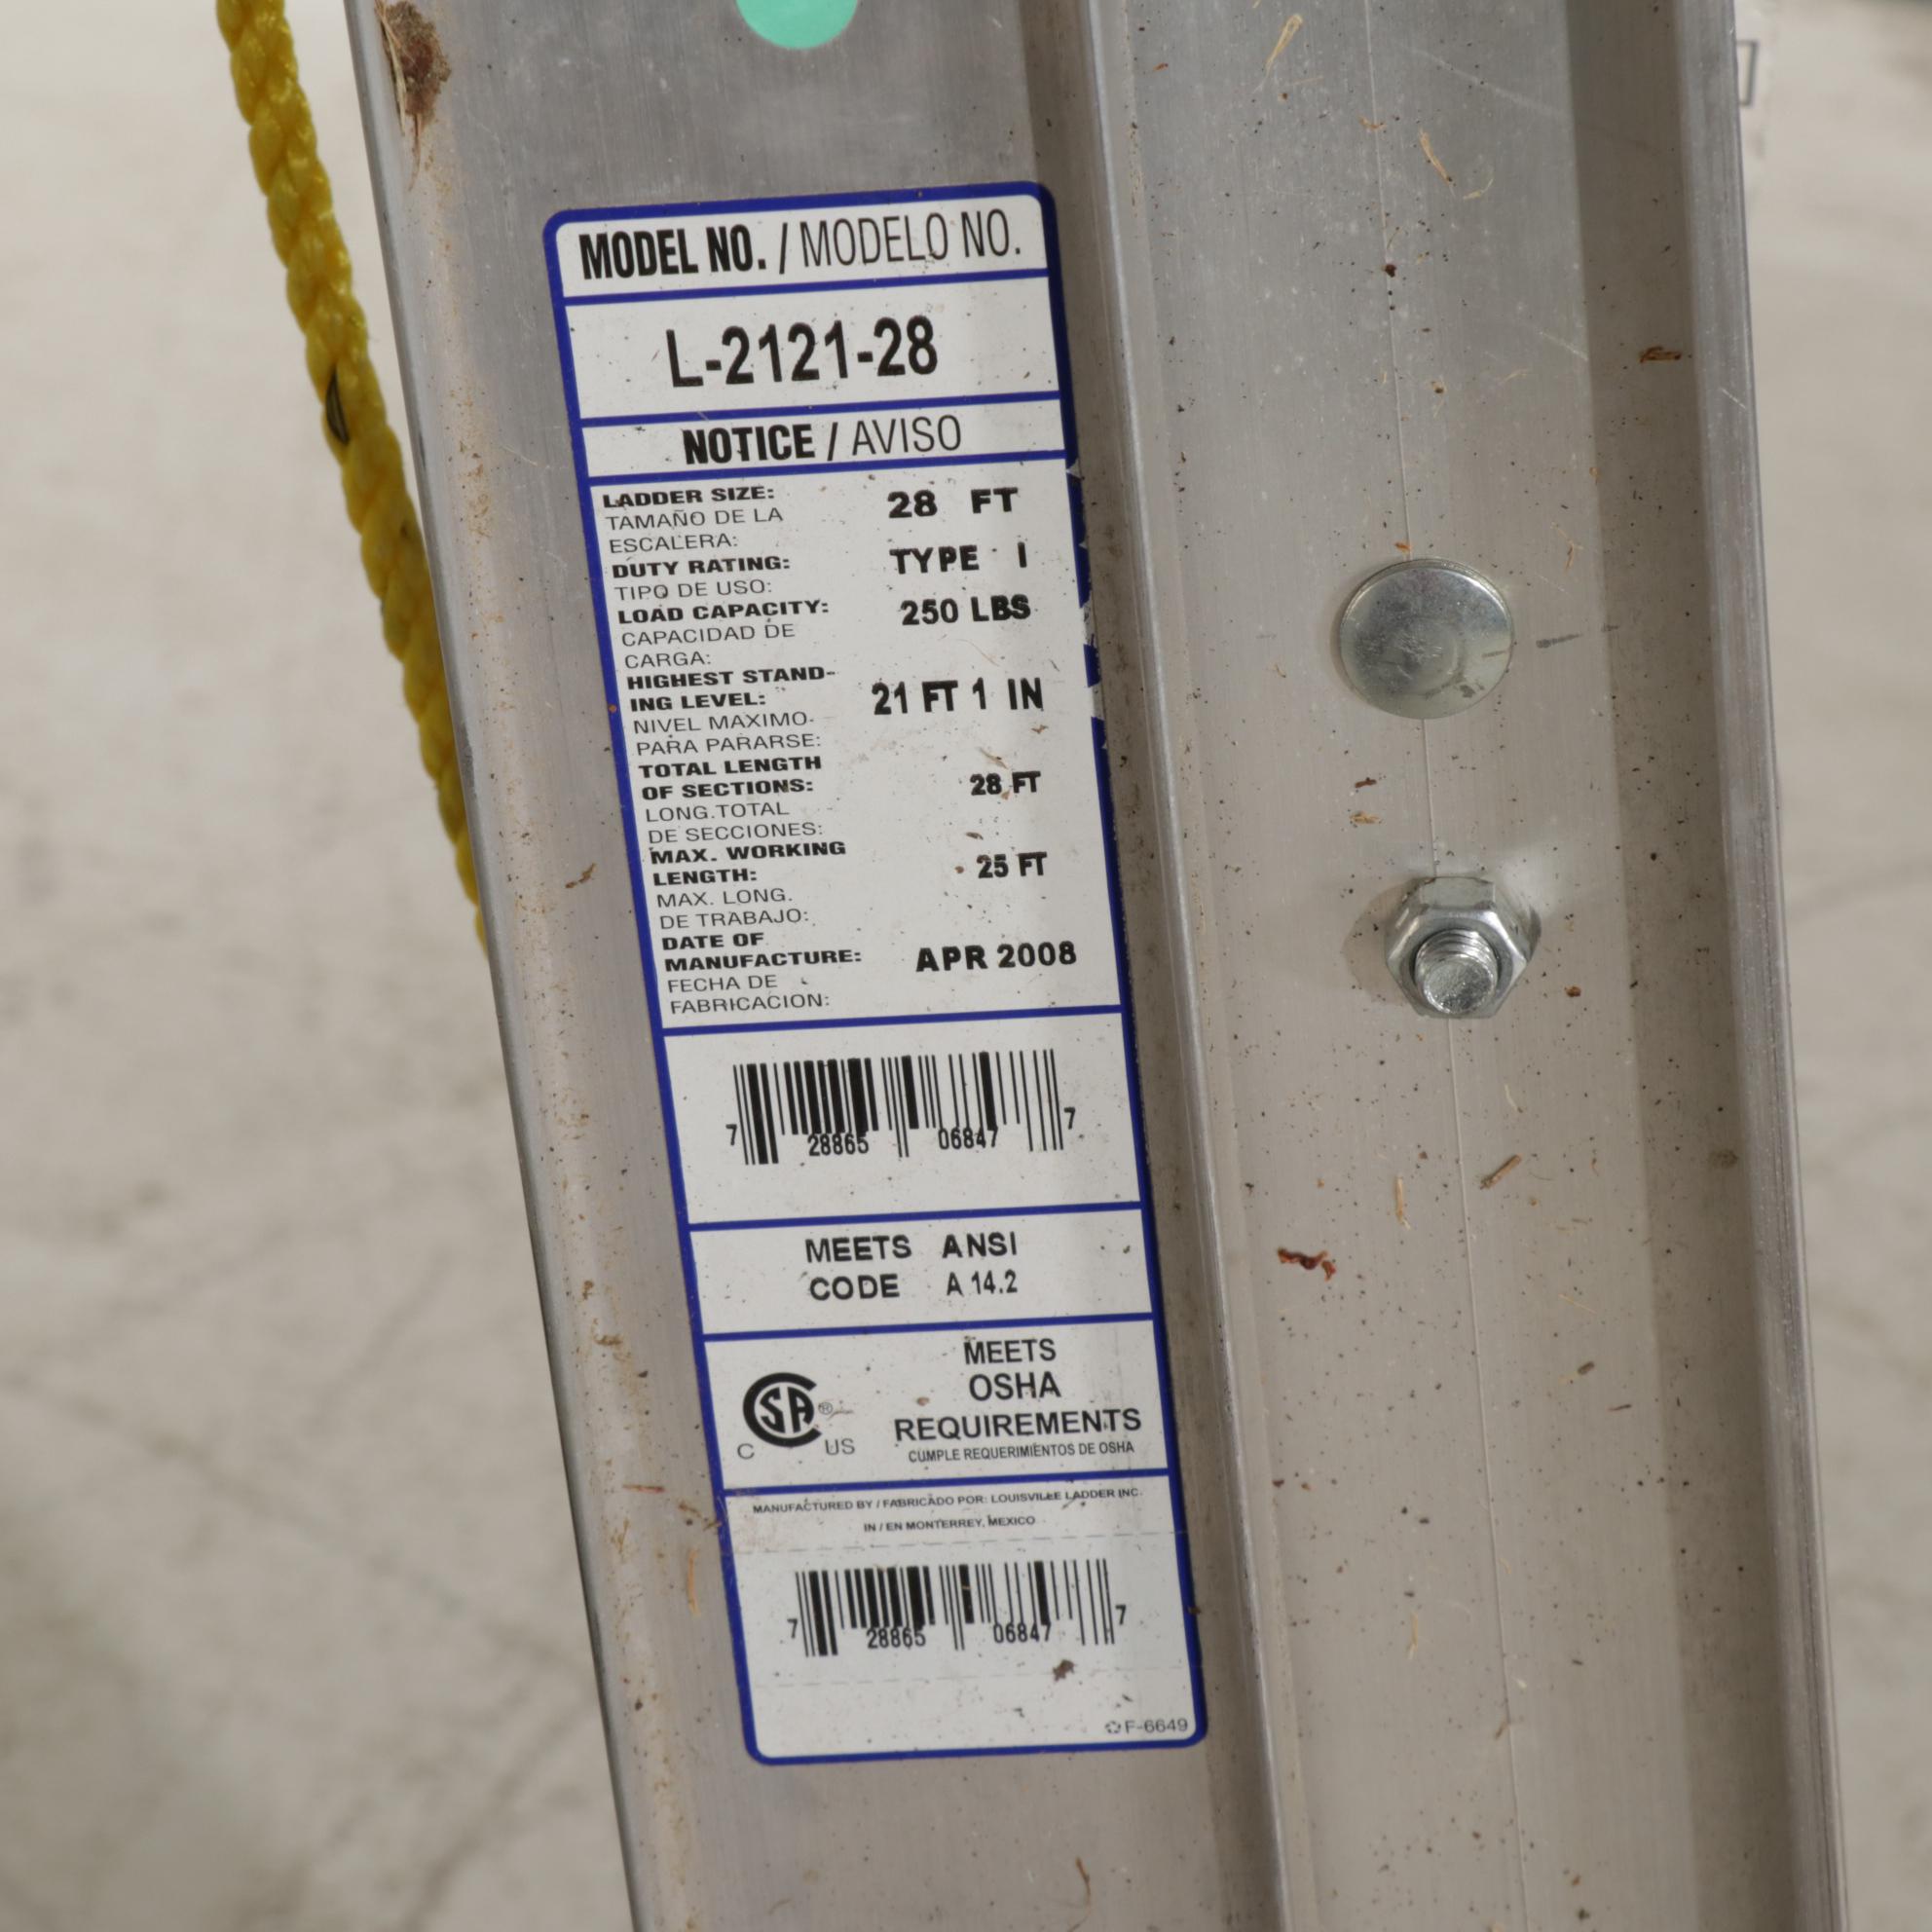 MODEL NO. / MODELO NO.
L-2121-28
NOTICE / AVISO
LADDER SIZE: 28 FT
TAMAÑO DE LA
ESCALERA:
DUTY RATING: TYPE I
TIPO DE USO:
LOAD CAPACITY: 250 LBS
CAPACIDAD DE
CARGA:
HIGHEST STAND-
ING LEVEL: 21 FT 1 IN
NIVEL MAXIMO
PARA PARARSE:
TOTAL LENGTH
OF SECTIONS: 28 FT
LONG.TOTAL
DE SECCIONES:
MAX. WORKING
LENGTH: 25 FT
MAX. LONG.
DE TRABAJO:
DATE OF
MANUFACTURE: APR 2008
FECHA DE
FABRICACION:
7 28865 06847 7
MEETS ANSI
CODE A 14.2
CSA ®
C US
MEETS
OSHA
REQUIREMENTS
CUMPLE REQUERIMIENTOS DE OSHA
MANUFACTURED BY / FABRICADO POR: LOUISVILLE LADDER INC.
IN / EN MONTERREY, MEXICO
7 28865 06847 7
F-6649